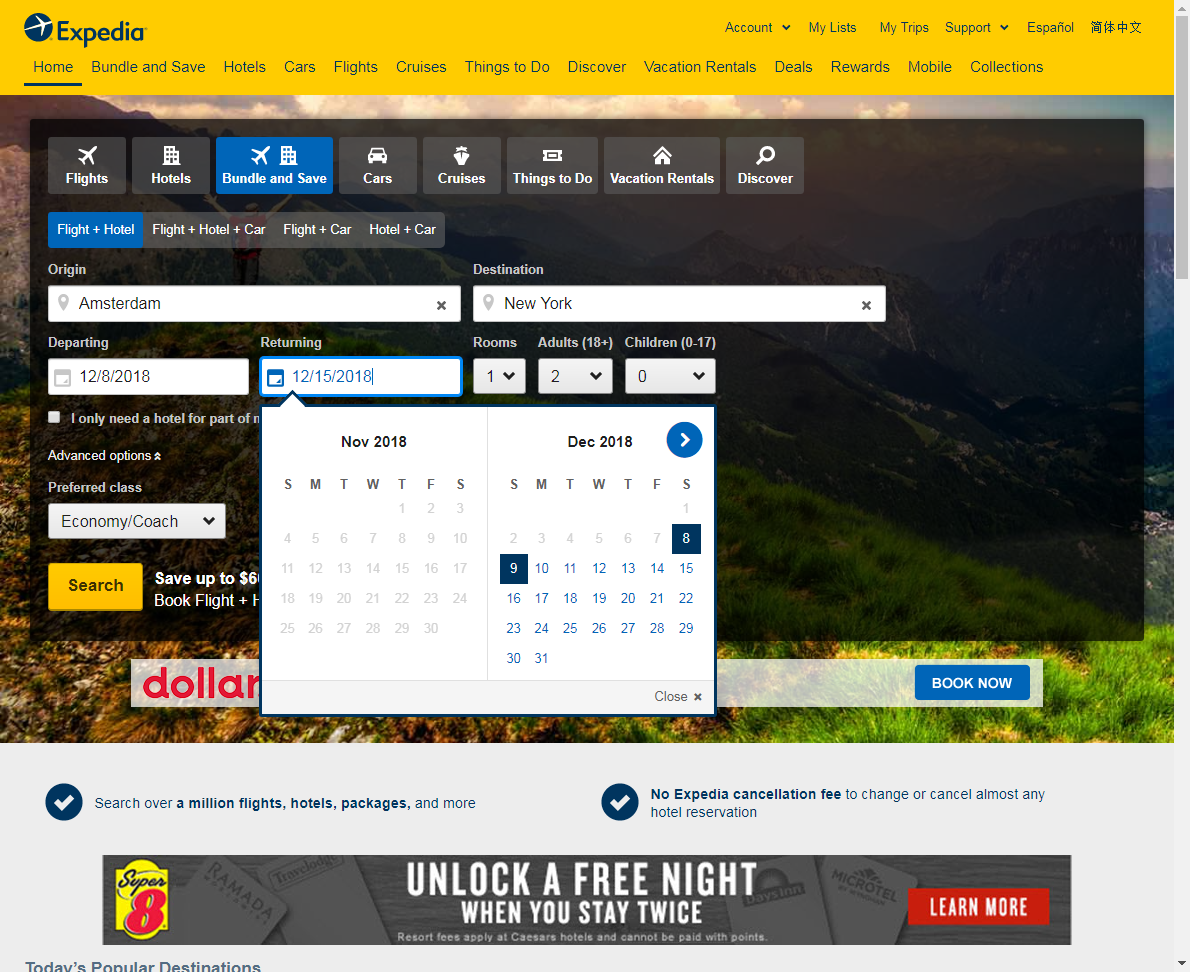 Expedia
Account My Lists My Trips Support Español 简体中文
Home Bundle and Save Hotels Cars Flights Cruises Things to Do Discover Vacation Rentals Deals Rewards Mobile Collections
Flights Hotels Bundle and Save Cars Cruises Things to Do Vacation Rentals Discover
Flight + Hotel Flight + Hotel + Car Flight + Car Hotel + Car
Origin Destination
Amsterdam New York
Departing Returning Rooms Adults (18+) Children (0-17)
12/8/2018 12/15/2018 1 2 0
I only need a hotel for part of
Advanced options
Preferred class
Economy/Coach
Search
Save up to $6
Book Flight +
Nov 2018 Dec 2018
S M T W T F S S M T W T F S
1 2 3 1
4 5 6 7 8 9 10 2 3 4 5 6 7 8
11 12 13 14 15 16 17 9 10 11 12 13 14 15
18 19 20 21 22 23 24 16 17 18 19 20 21 22
25 26 27 28 29 30 23 24 25 26 27 28 29
30 31
Close
dollar
BOOK NOW
Search over a million flights, hotels, packages, and more
No Expedia cancellation fee to change or cancel almost any
hotel reservation
Super
8
RAMADA
Travelodge
UNLOCK A FREE NIGHT
WHEN YOU STAY TWICE
Resort fees apply at Caesars hotels and cannot be paid with points.
Days Inn
MICROTEL
LEARN MORE
Today's Popular Destinations